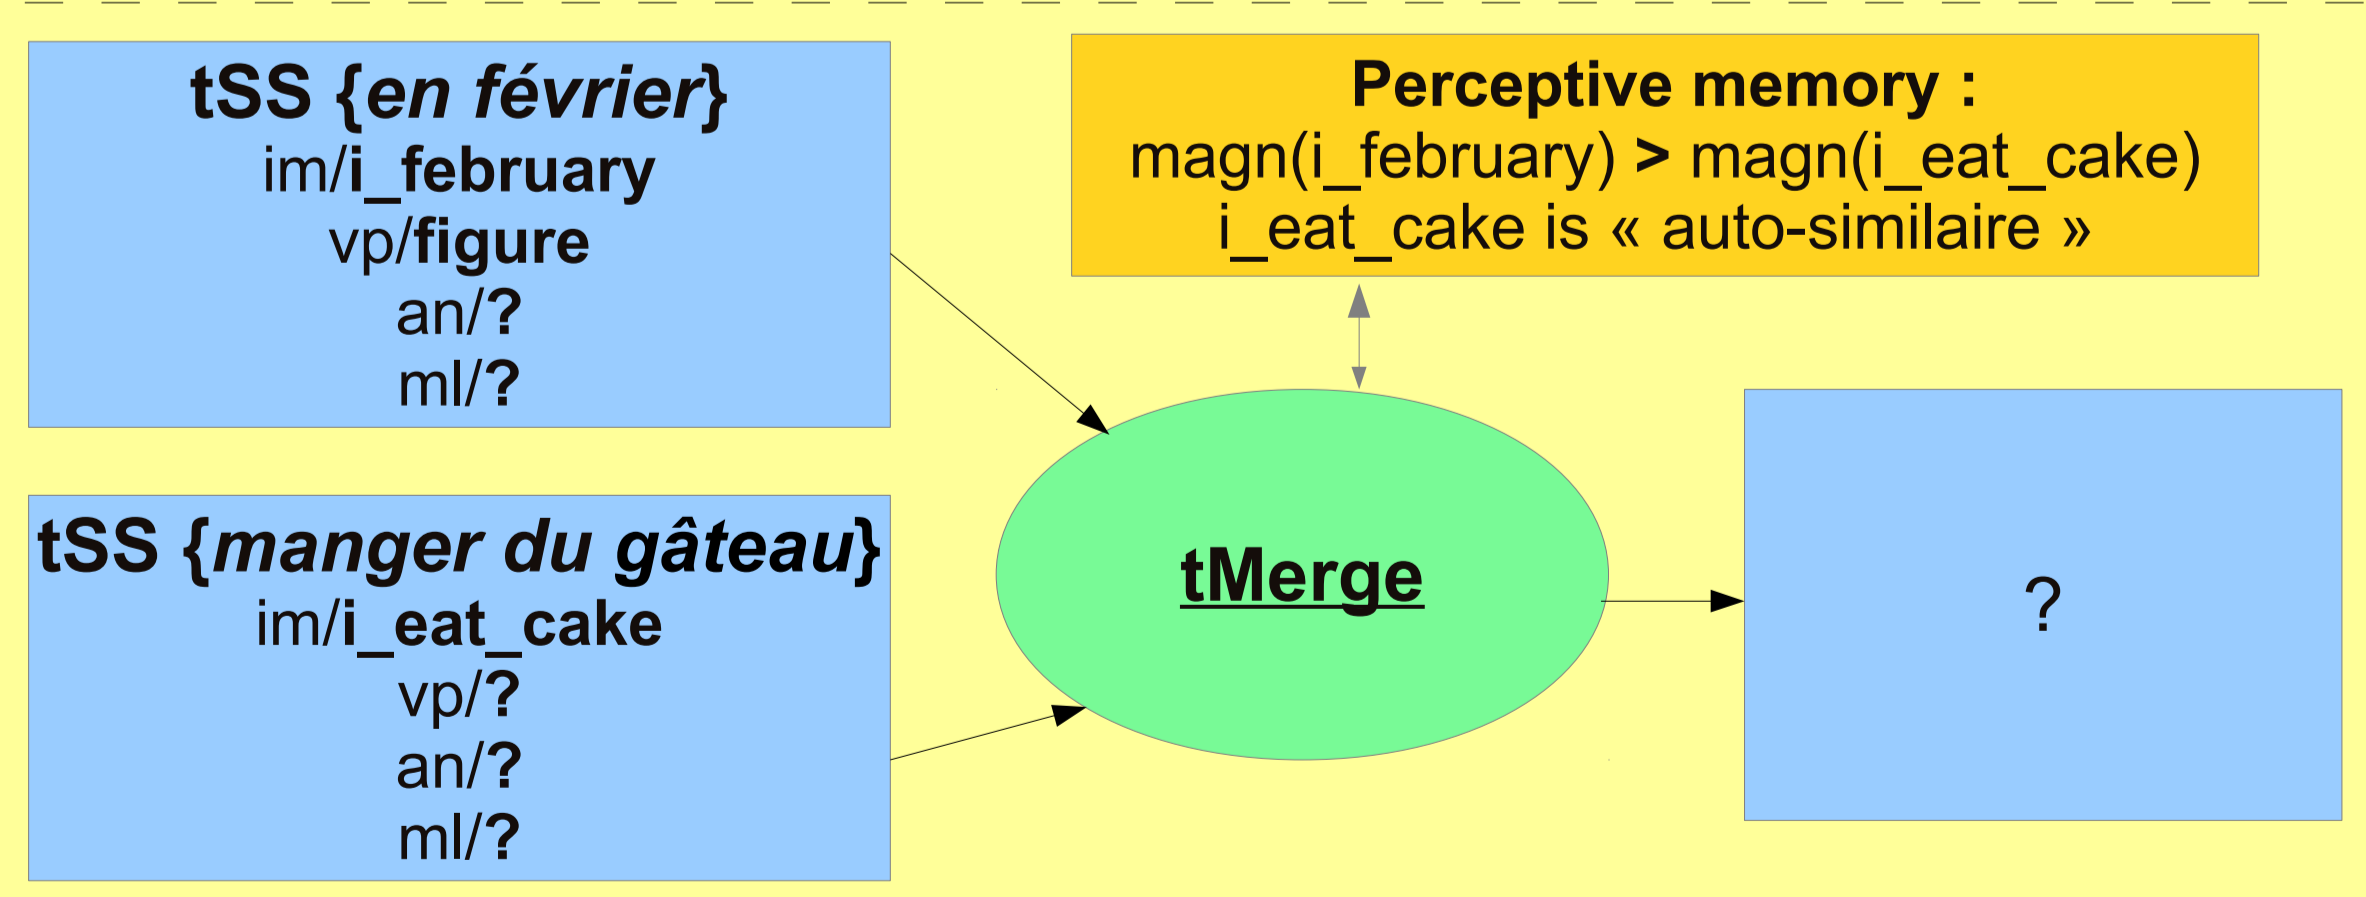 tSS {en février}
im/i_february
vp/figure
an/?
ml/?
Perceptive memory :
magn(i_february) > magn(i_eat_cake)
i_eat_cake is « auto-similaire »
tSS {manger du gâteau}
im/i_eat_cake
vp/?
an/?
ml/?
tMerge
?